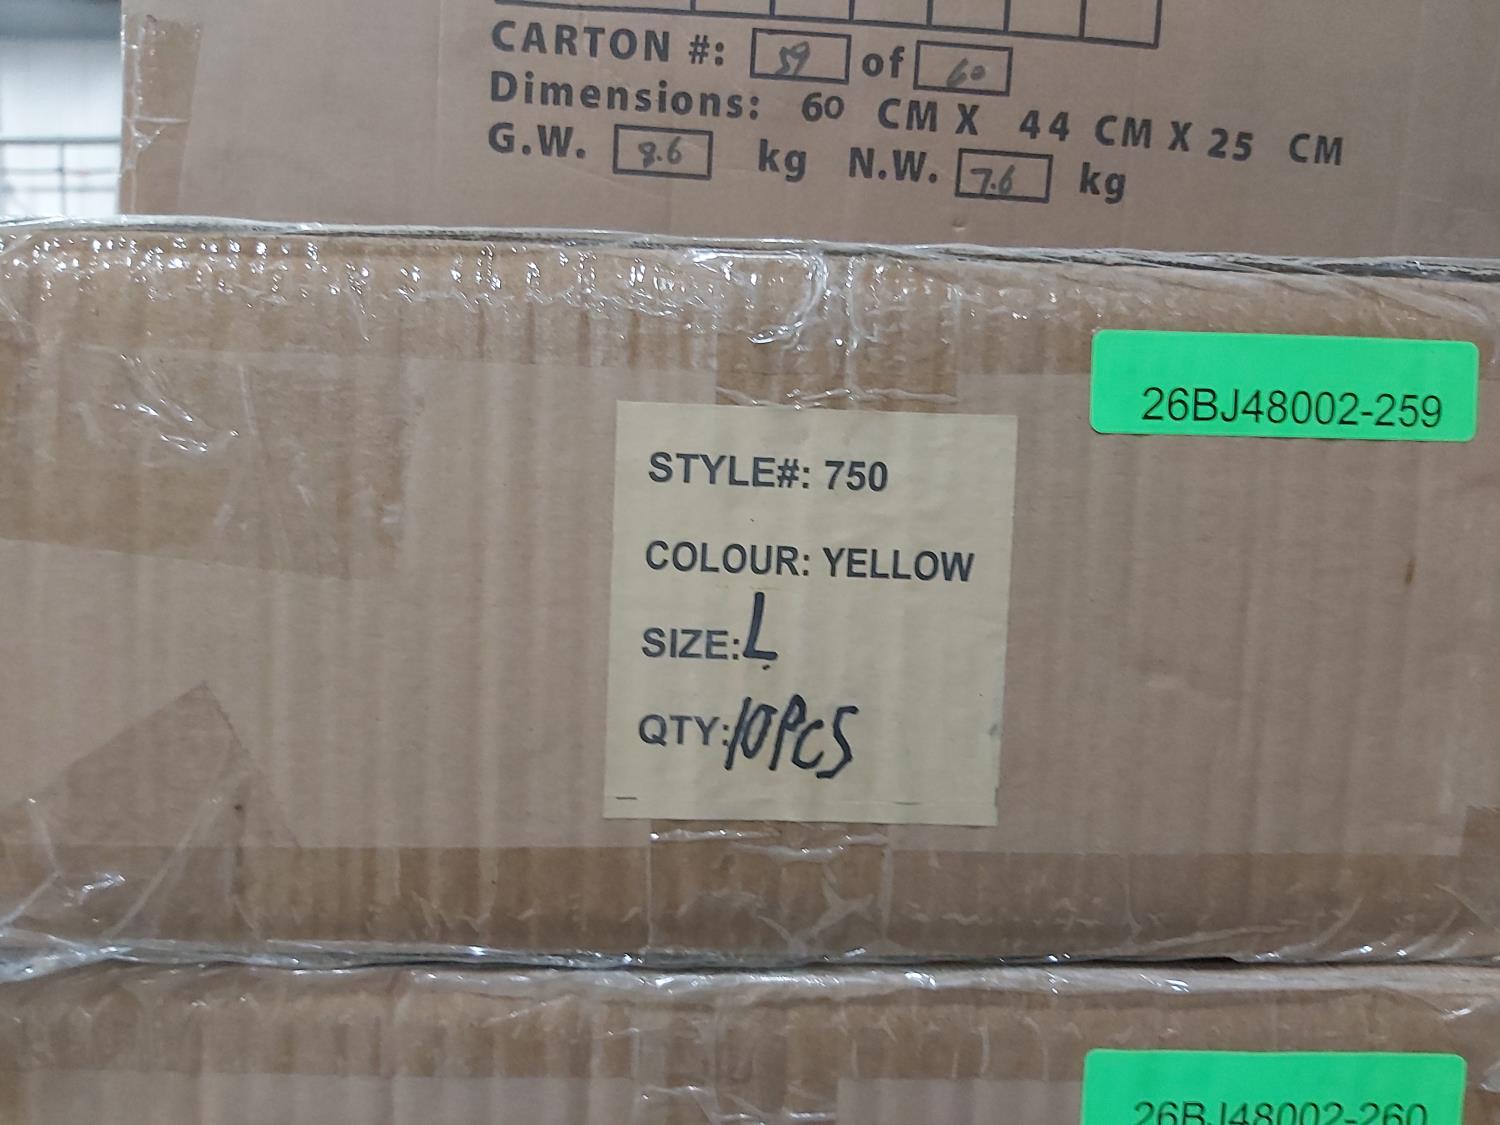 CARTON #: 59 of 60
Dimensions: 60 CM X 44 CM X 25 CM
G.W. 8.6 kg N.W. 7.6 kg
26BJ48002-259
STYLE#: 750
COLOUR: YELLOW
SIZE: L
QTY: 10PCS
26BJ48002-260